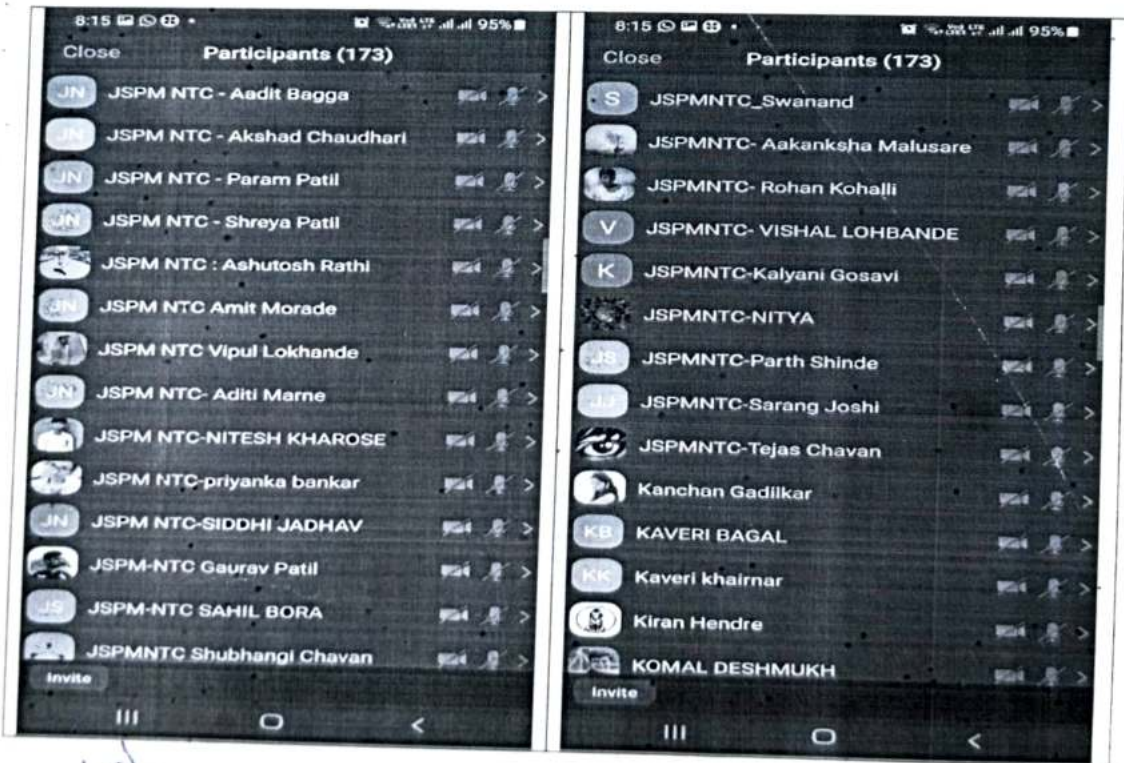 8:15
95%
Close Participants (173)
JN JSPM NTC - Aadit Bagga
JN JSPM NTC - Akshad Chaudhari
JN JSPM NTC - Param Patil
JN JSPM NTC - Shreya Patil
JSPM NTC : Ashutosh Rathi
JN JSPM NTC Amit Morade
JSPM NTC Vipul Lokhande
JN JSPM NTC- Aditi Marne
JSPM NTC-NITESH KHAROSE
JSPM NTC-priyanka bankar
JN JSPM NTC-SIDDHI JADHAV
JSPM-NTC Gaurav Patil
JS JSPM-NTC SAHIL BORA
JSPMNTC Shubhangi Chavan
Invite
8:15
95%
Close Participants (173)
S JSPMNTC_Swanand
JSPMNTC- Aakanksha Malusare
JSPMNTC- Rohan Kohalli
V JSPMNTC- VISHAL LOHBANDE
K JSPMNTC-Kalyani Gosavi
JSPMNTC-NITYA
JS JSPMNTC-Parth Shinde
JJ JSPMNTC-Sarang Joshi
JSPMNTC-Tejas Chavan
Kanchan Gadilkar
KB KAVERI BAGAL
KK Kaveri khairnar
Kiran Hendre
KOMAL DESHMUKH
Invite